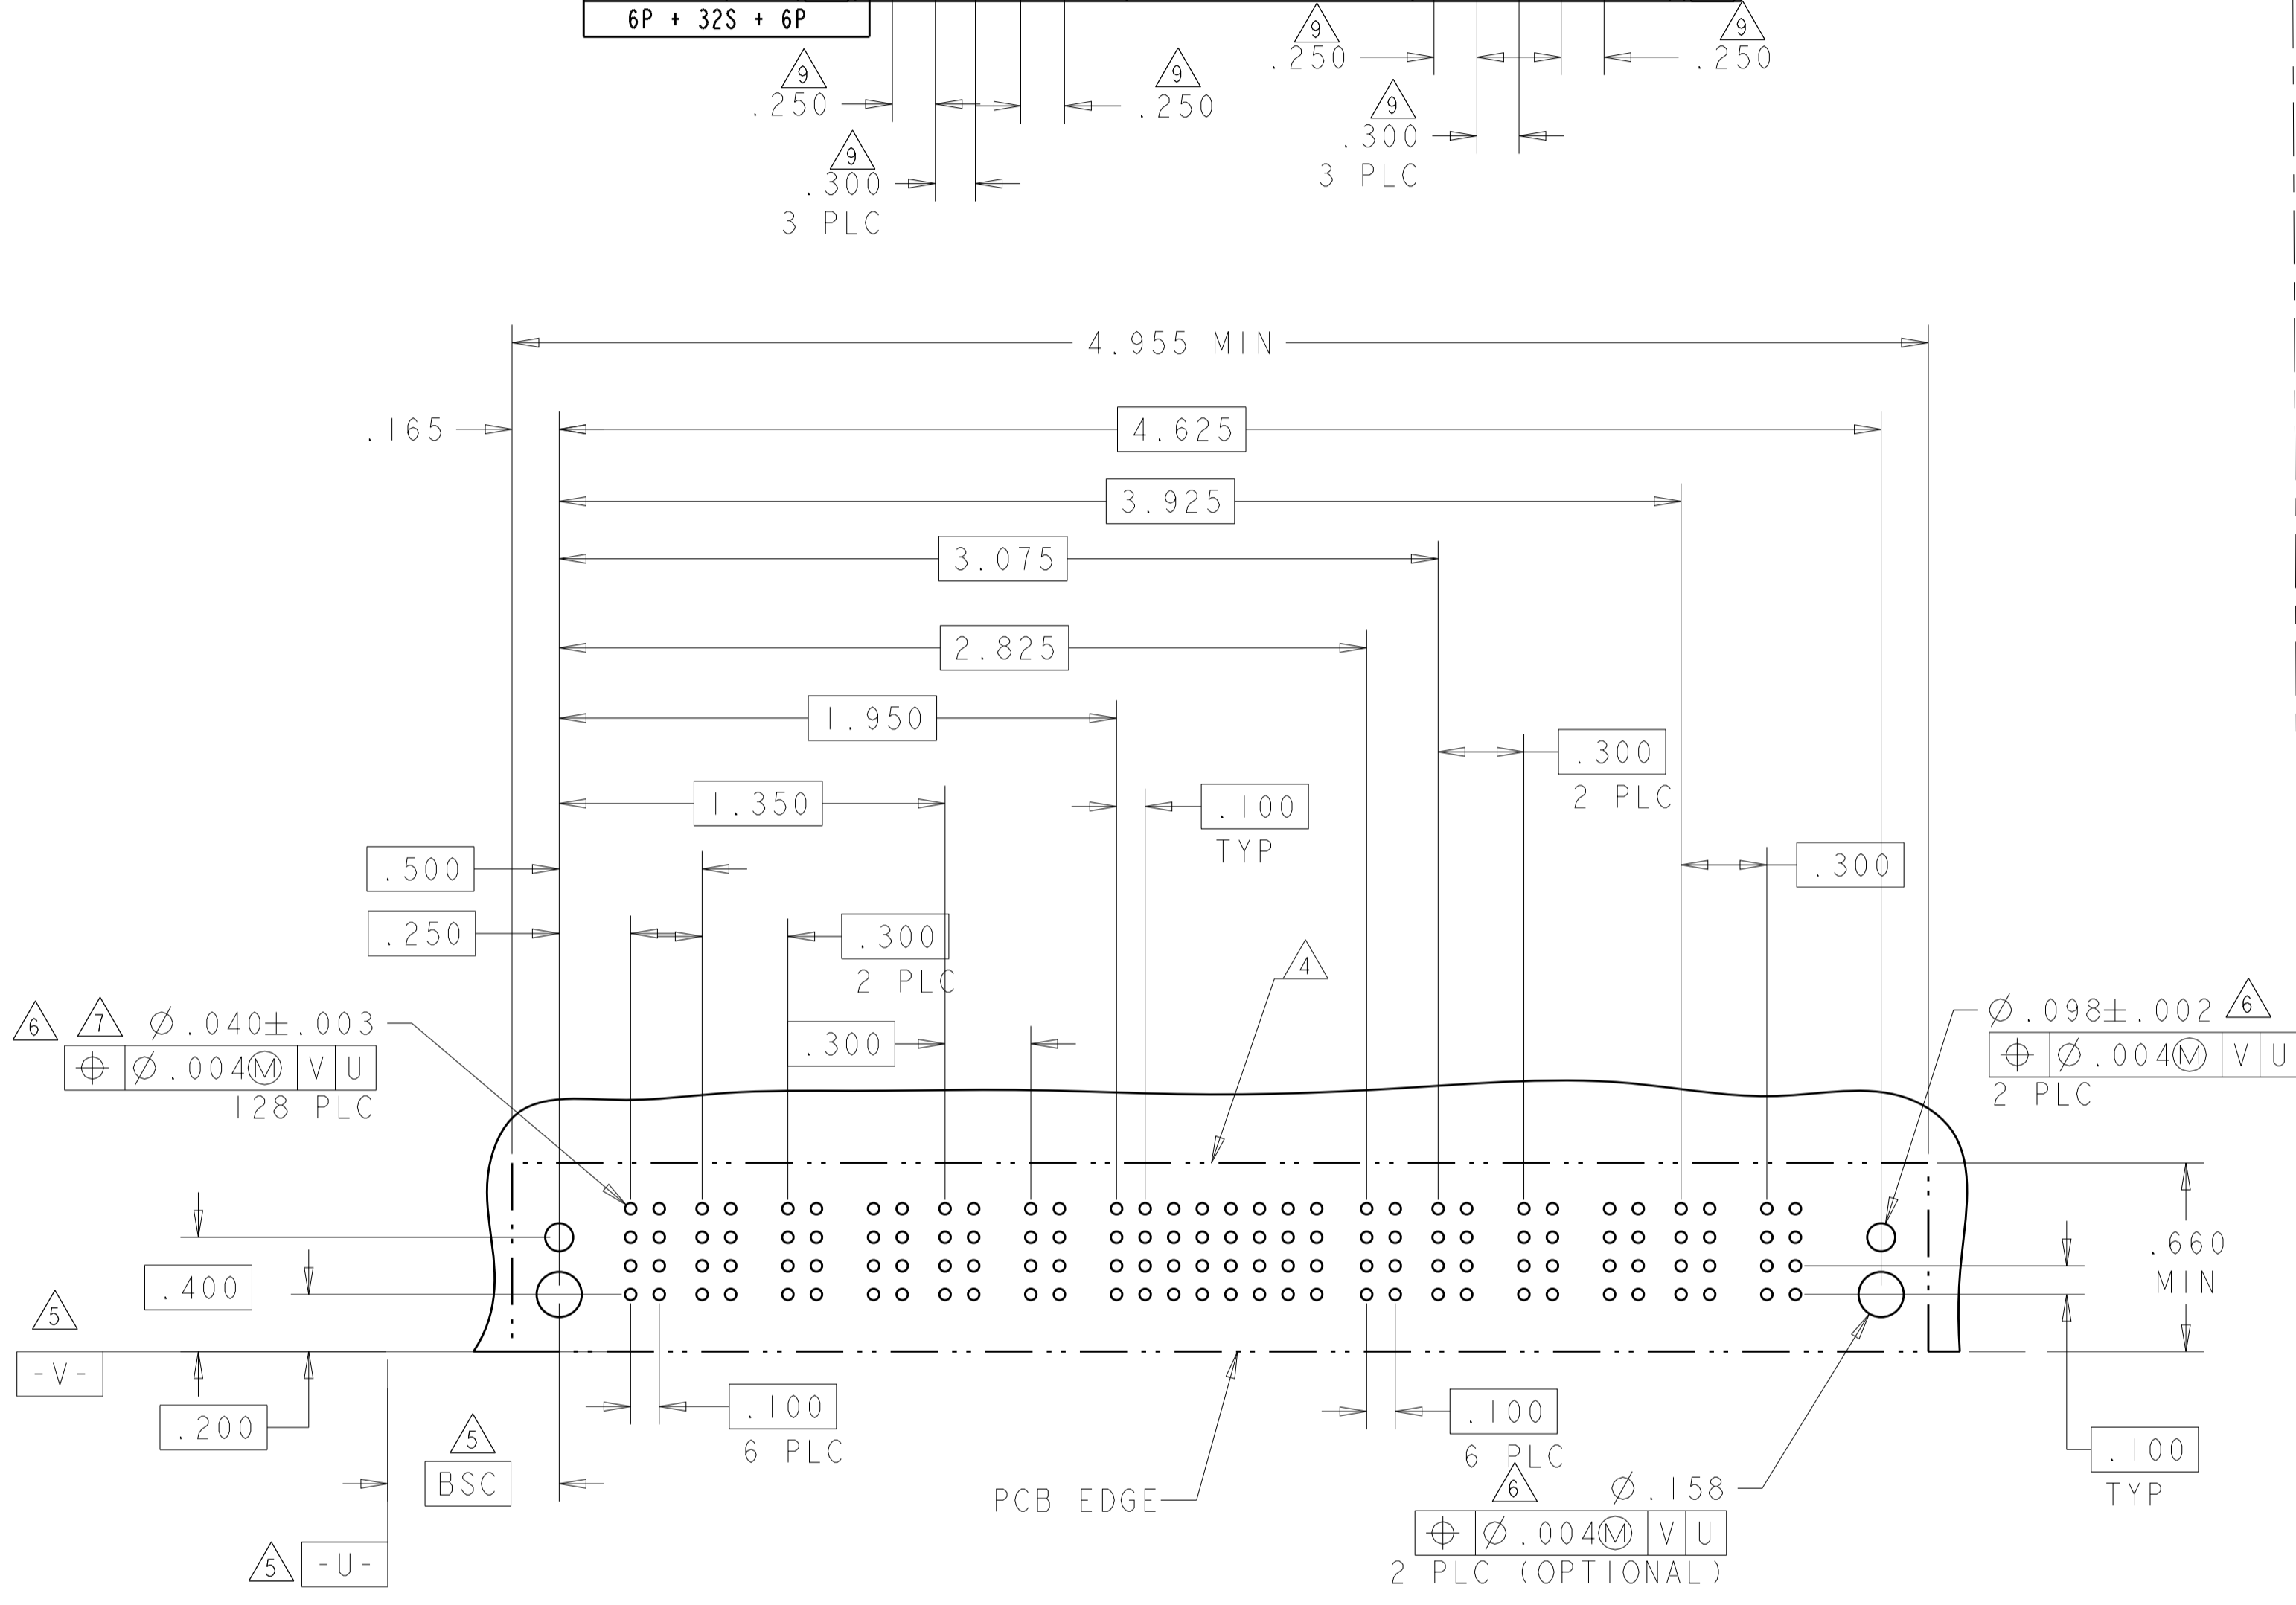 6P + 32S + 6P
9
.250
9
.250
9
.300
3 PLC
9
.250
9
.250
9
.300
3 PLC
4.955 MIN
.165
4.625
3.925
3.075
2.825
1.950
.300
2 PLC
1.350
.100
TYP
.500
.300
.250
.300
2 PLC
4
6 7 Ø.040±.003
⌖ Ø.004Ⓜ V U
128 PLC
.300
Ø.098±.002 6
⌖ Ø.004Ⓜ V U
2 PLC
.660
MIN
.400
5
-V-
.200
.100
6 PLC
.100
6 PLC
.100
TYP
5
BSC
PCB EDGE
6 Ø.158
⌖ Ø.004Ⓜ V U
2 PLC (OPTIONAL)
5 -U-